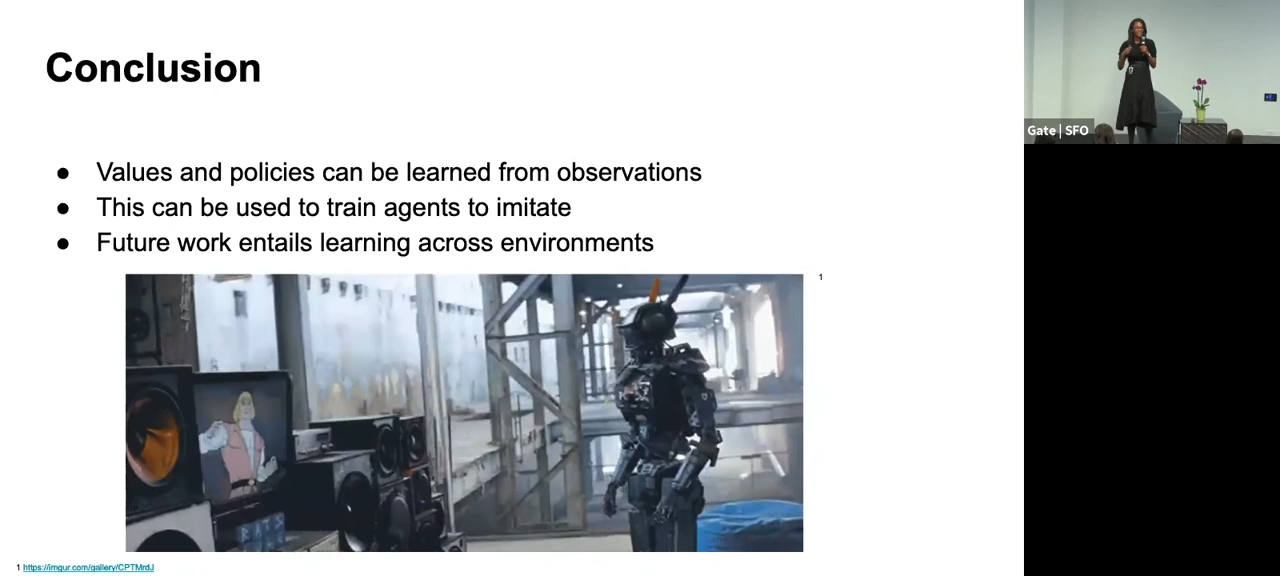 Conclusion
Gate | SFO
● Values and policies can be learned from observations
● This can be used to train agents to imitate
● Future work entails learning across environments
1
1 https://imgur.com/gallery/CPTMrdJ